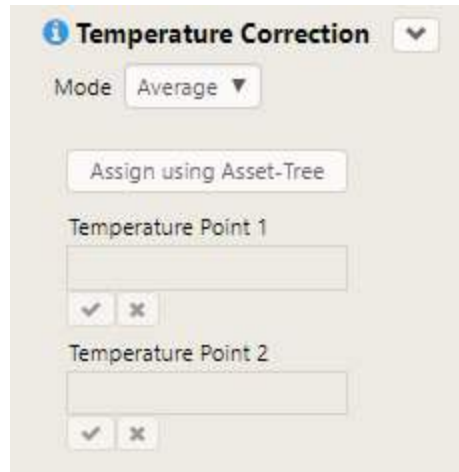 Temperature Correction
Mode Average
Assign using Asset-Tree
Temperature Point 1
Temperature Point 2